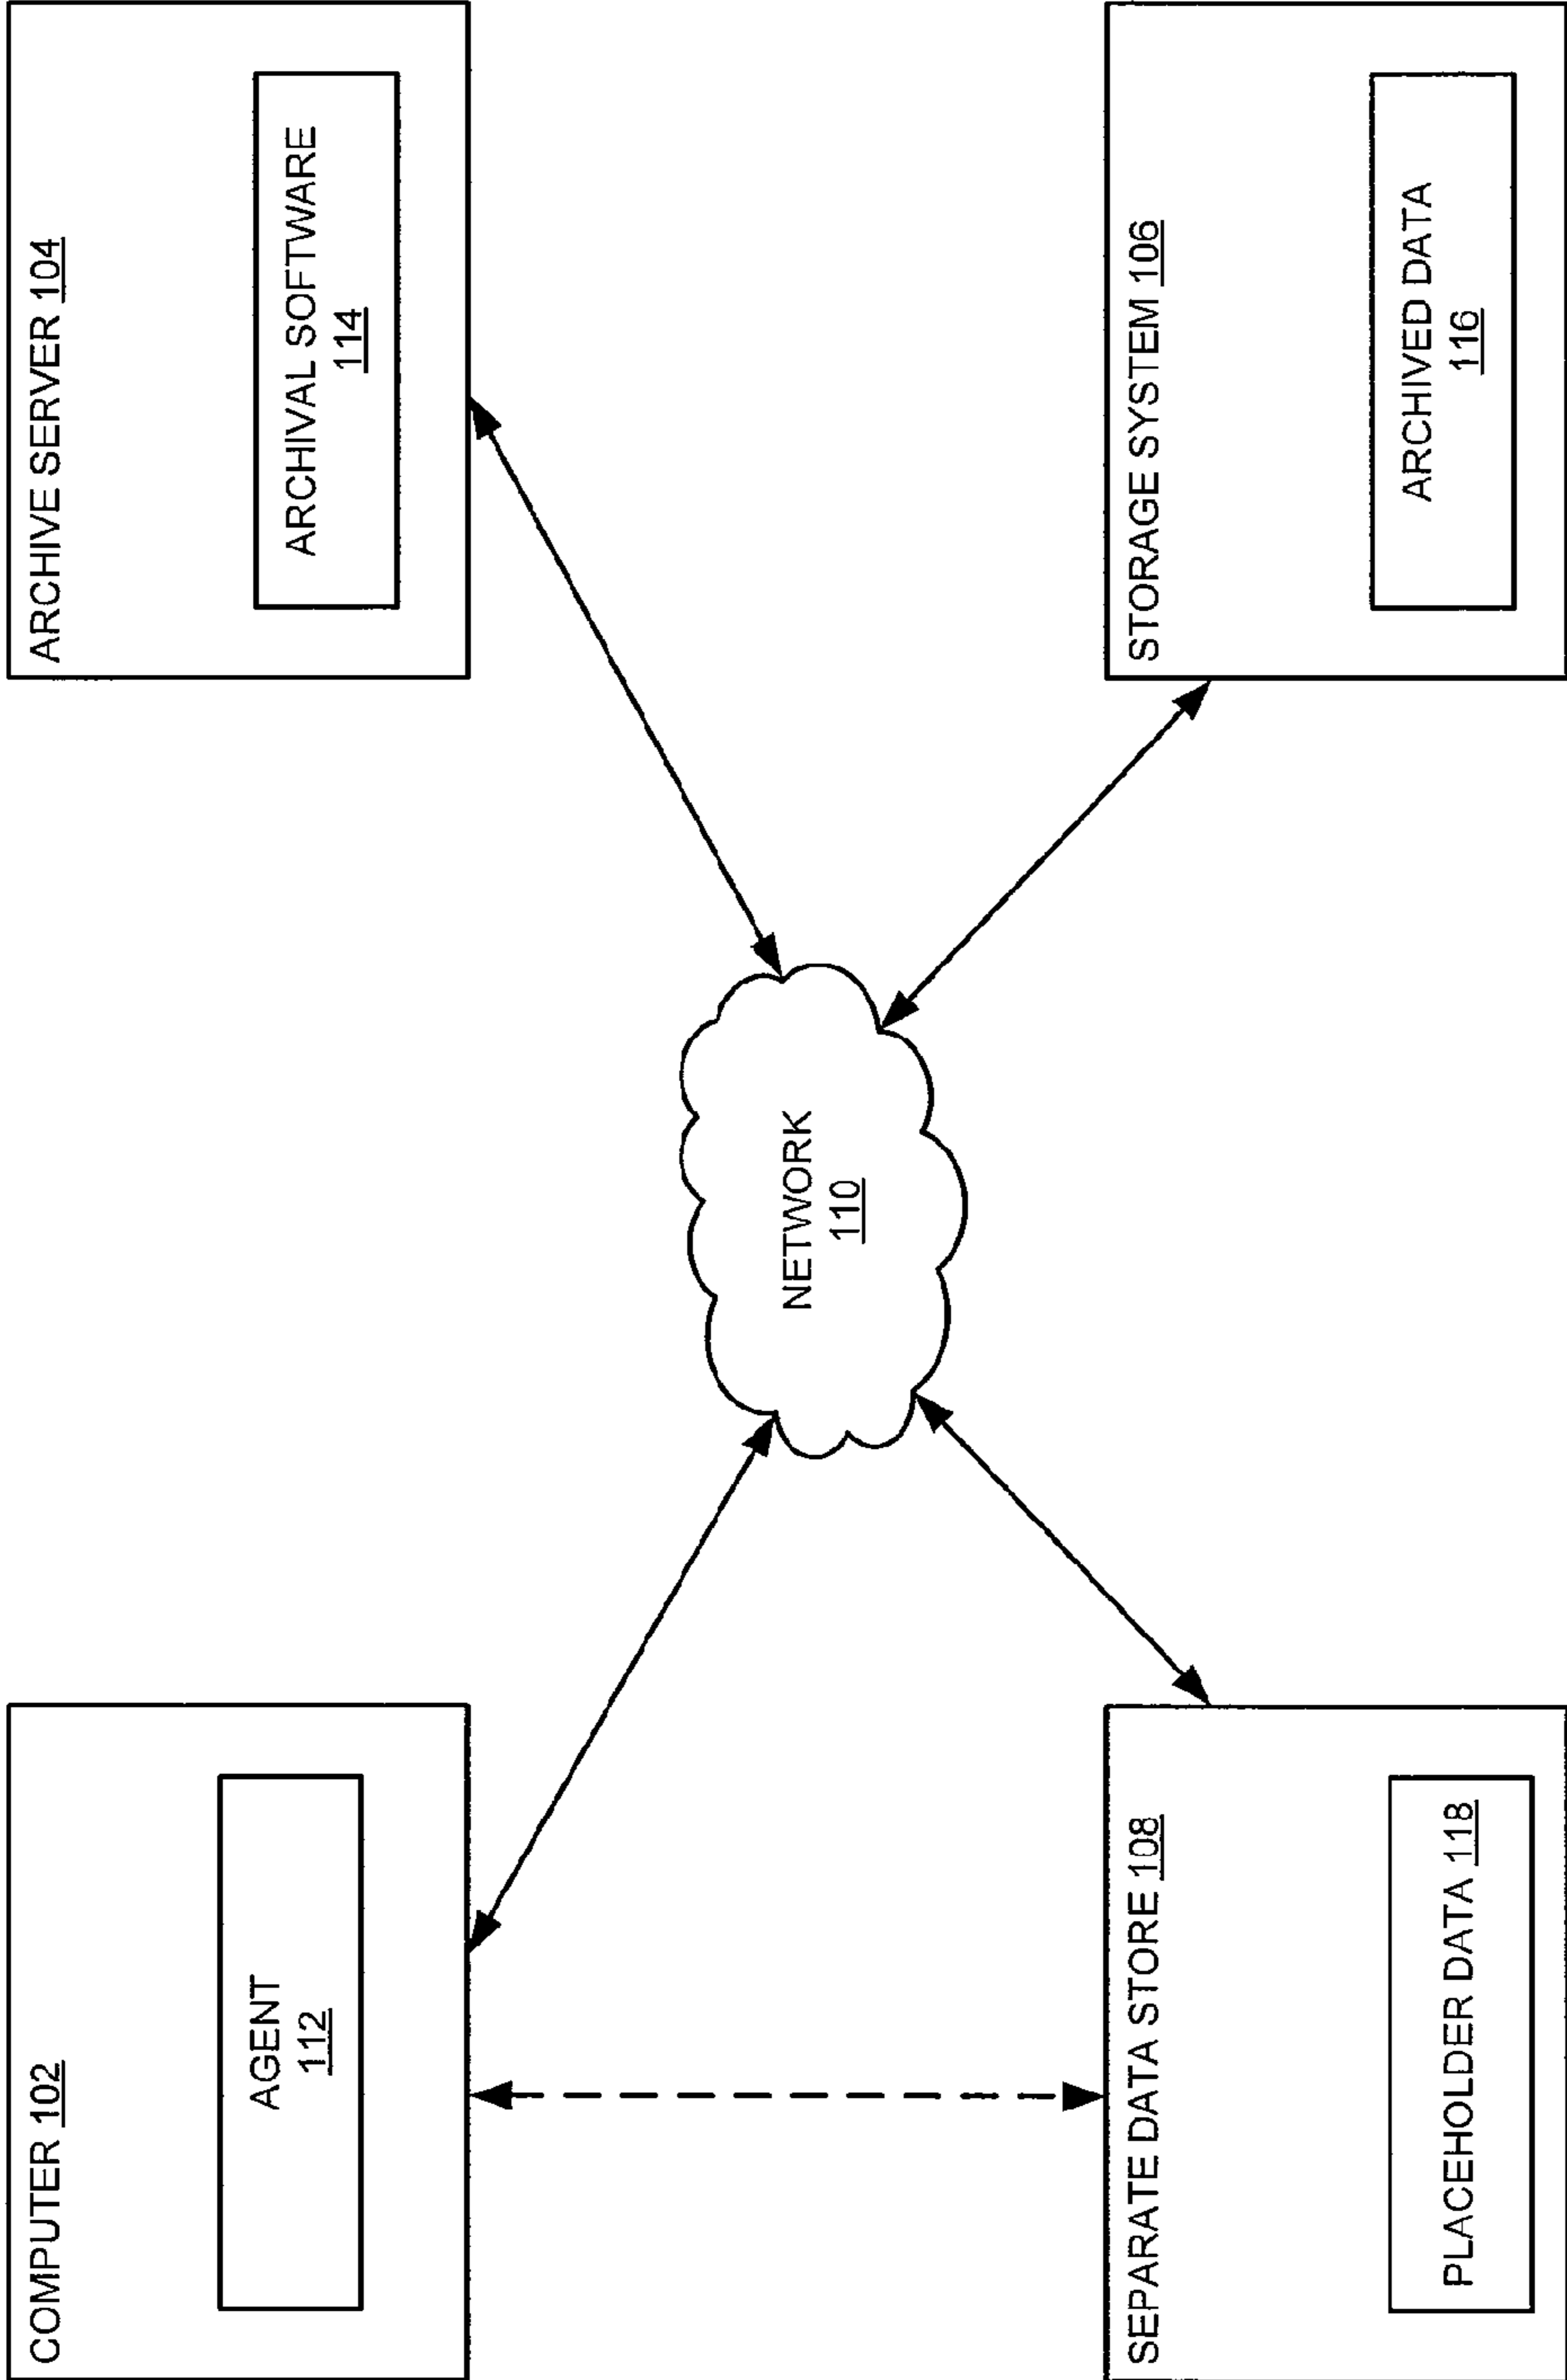 COMPUTER 102
AGENT
112
ARCHIVE SERVER 104
ARCHIVAL SOFTWARE
114
NETWORK
110
SEPARATE DATA STORE 108
PLACEHOLDER DATA 118
STORAGE SYSTEM 106
ARCHIVED DATA
116